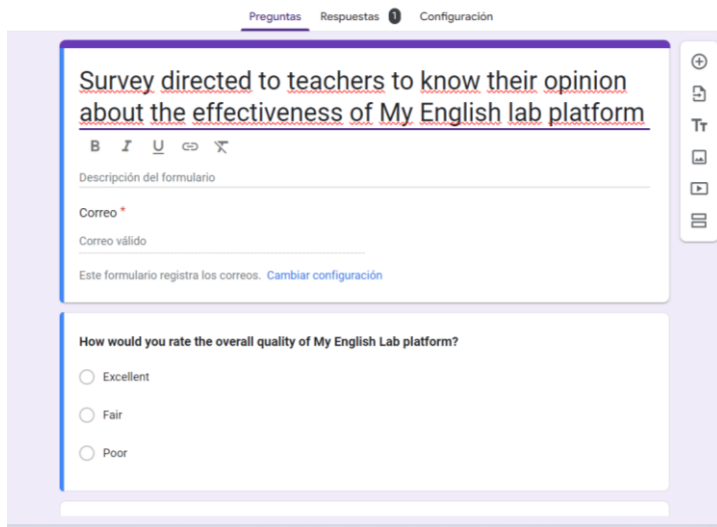 Preguntas Respuestas 1 Configuración
Survey directed to teachers to know their opinion
about the effectiveness of My English lab platform
B I U
Descripción del formulario
Correo *
Correo válido
Este formulario registra los correos. Cambiar configuración
How would you rate the overall quality of My English Lab platform?
Excellent
Fair
Poor
Tт